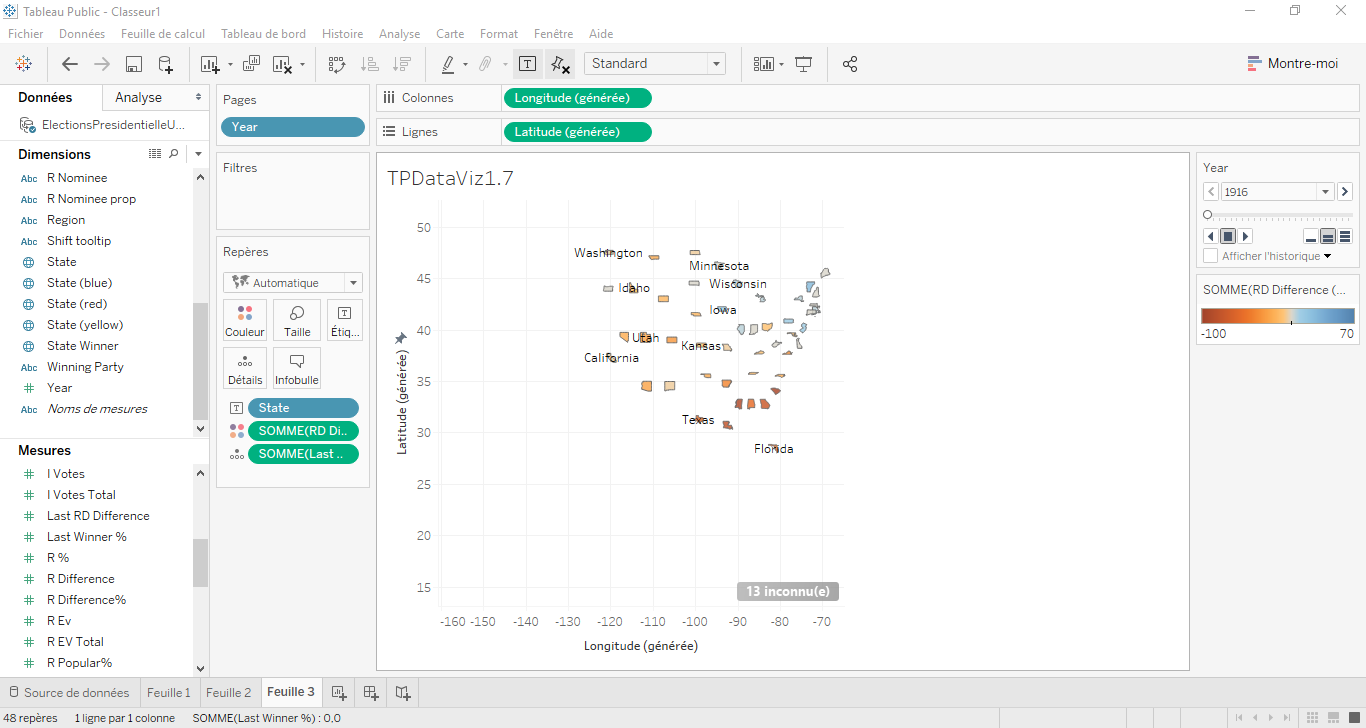 Tableau Public - Classeur1
Fichier Données Feuille de calcul Tableau de bord Histoire Analyse Carte Format Fenêtre Aide
Standard
Montre-moi
Données Analyse
ElectionsPresidentielleU...
Dimensions
Abc R Nominee
Abc R Nominee prop
Abc Region
Abc Shift tooltip
State
State (blue)
State (red)
State (yellow)
State Winner
Abc Winning Party
Year
Abc Noms de mesures
Mesures
I Votes
I Votes Total
Last RD Difference
Last Winner %
R %
R Difference
R Difference%
R Ev
R EV Total
R Popular%
Pages
Year
Filtres
Repères
Automatique
Couleur Taille Étiq...
Détails Infobulle
State
SOMME(RD Di..
SOMME(Last ..
Colonnes Longitude (générée)
Lignes Latitude (générée)
TPDataViz1.7
Latitude (générée)
50
45
40
35
30
25
20
15
Washington
Minnesota
Idaho
Wisconsin
Iowa
Utah
Kansas
California
Texas
Florida
13 inconnu(e)
-160 -150 -140 -130 -120 -110 -100 -90 -80 -70
Longitude (générée)
Year
1916
Afficher l'historique
SOMME(RD Difference (...
-100 70
Source de données Feuille 1 Feuille 2 Feuille 3
48 repères 1 ligne par 1 colonne SOMME(Last Winner %) : 0,0